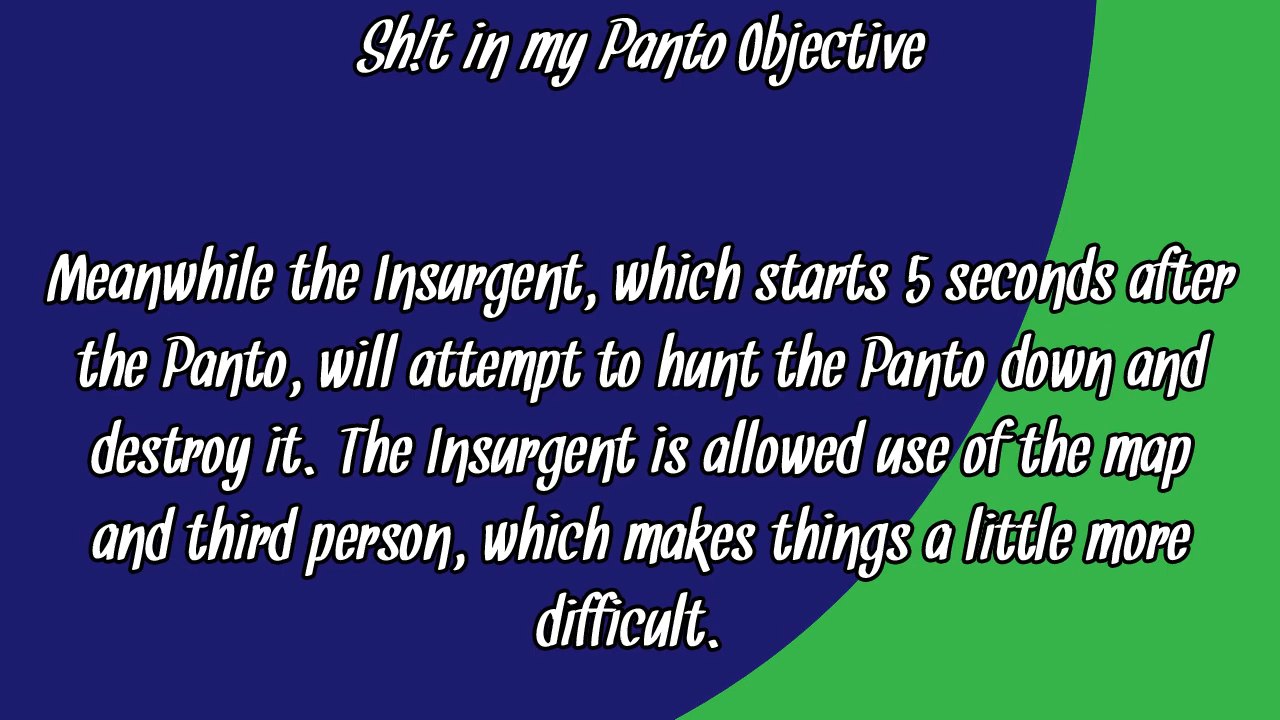 Sh!t in my Panto Objective
Meanwhile the Insurgent, which starts 5 seconds after
the Panto, will attempt to hunt the Panto down and
destroy it. The Insurgent is allowed use of the map
and third person, which makes things a little more
difficult.